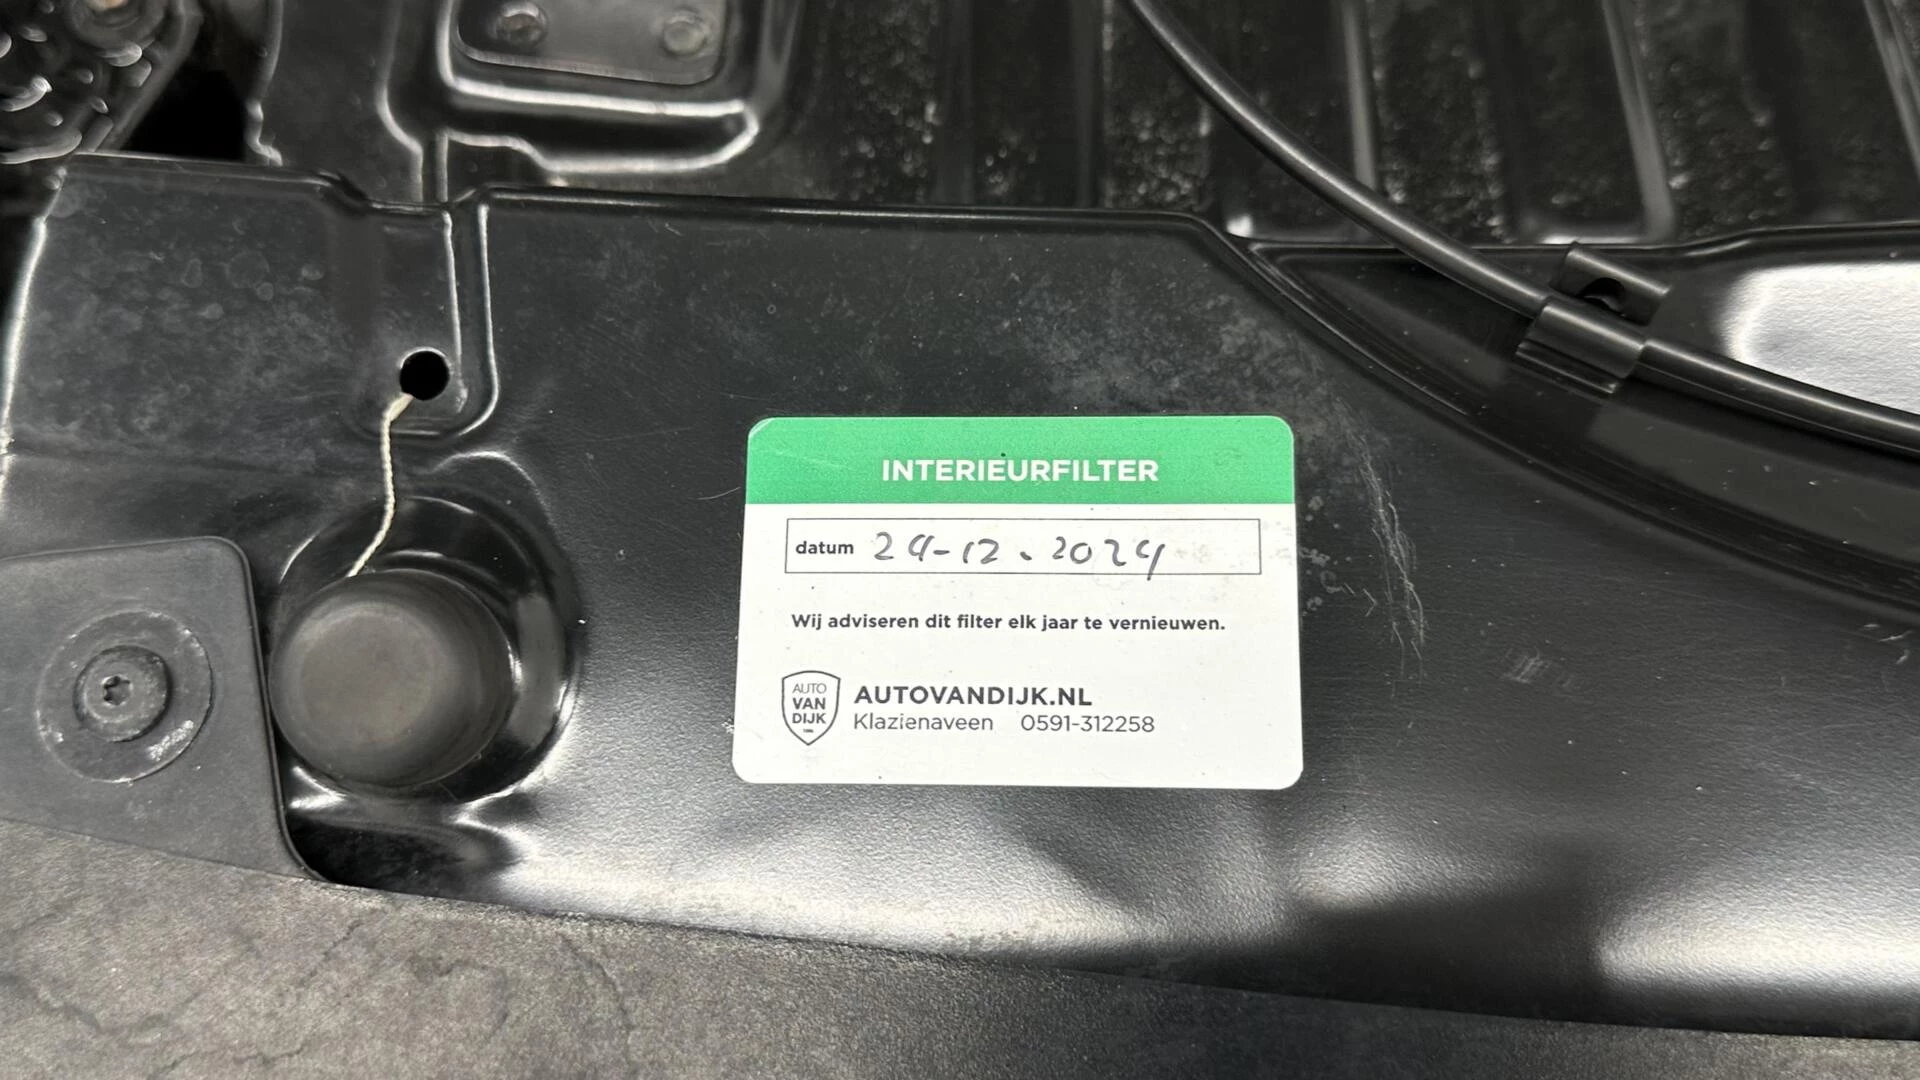 INTERIEURFILTER
datum 24-12.2024
Wij adviseren dit filter elk jaar te vernieuwen.
AUTO
VAN
DIJK
AUTOVANDIJK.NL
Klazienaveen 0591-312258